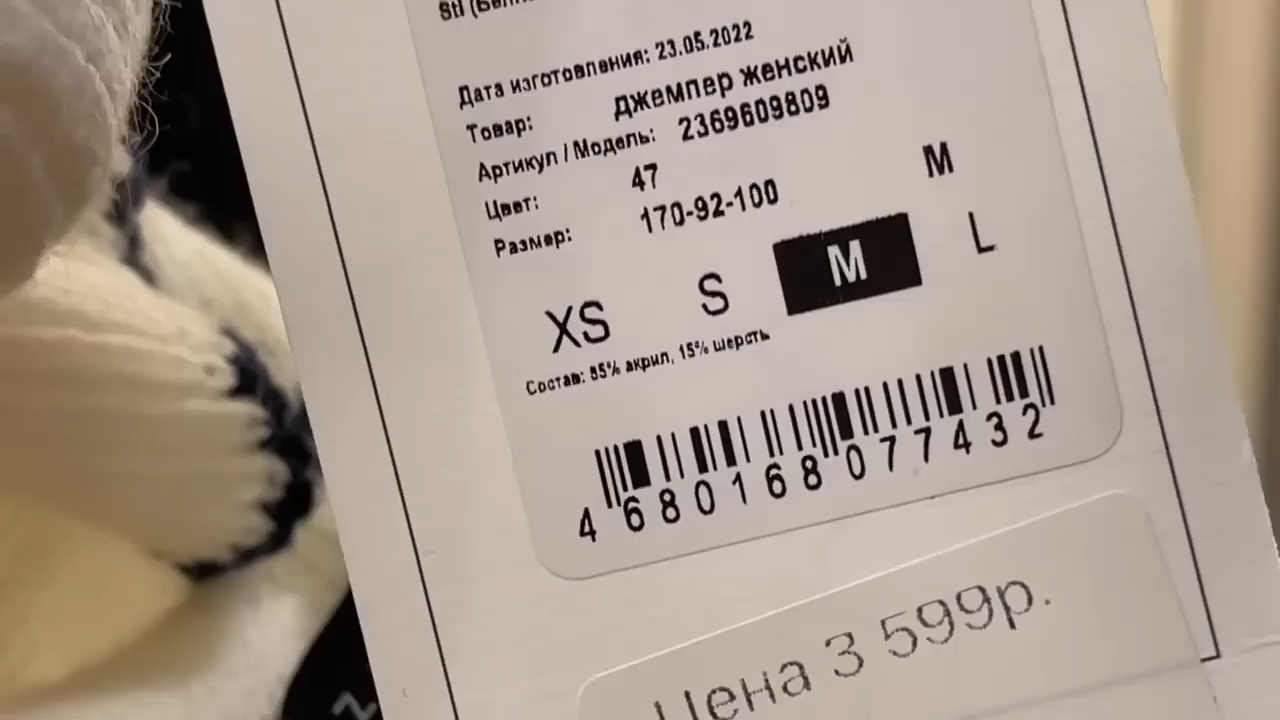 Дата изготовления: 23.05.2022
Товар: джемпер женский
Артикул / Модель: 2369609809
Цвет: 47
Размер: 170-92-100 M
XS S M L
Состав: 85% акрил, 15% шерсть
4 680168 077432
Цена 3 599р.